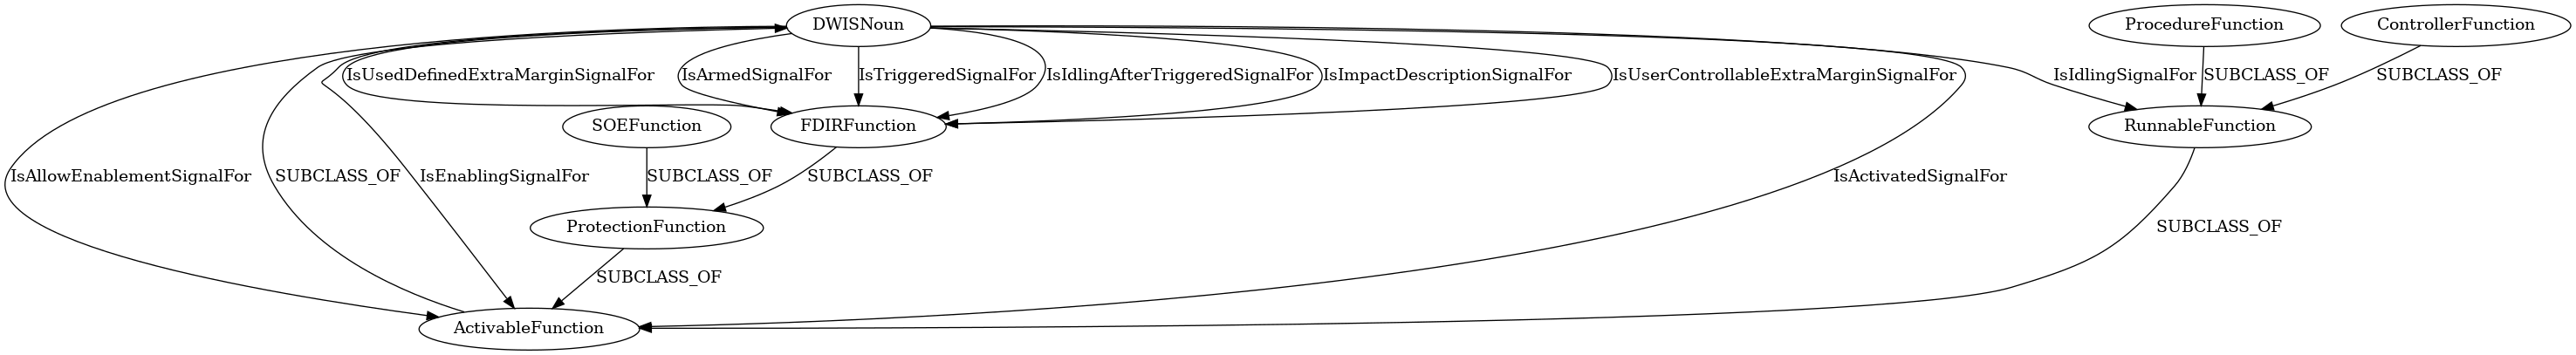 DWISNoun
ProcedureFunction
ControllerFunction
IsUsedDefinedExtraMarginSignalFor
IsArmedSignalFor
IsTriggeredSignalFor
IsIdlingAfterTriggeredSignalFor
IsImpactDescriptionSignalFor
IsUserControllableExtraMarginSignalFor
IsIdlingSignalFor
SUBCLASS_OF
SUBCLASS_OF
SOEFunction
FDIRFunction
RunnableFunction
IsAllowEnablementSignalFor
SUBCLASS_OF
IsEnablingSignalFor
SUBCLASS_OF
SUBCLASS_OF
IsActivatedSignalFor
ProtectionFunction
SUBCLASS_OF
SUBCLASS_OF
ActivableFunction